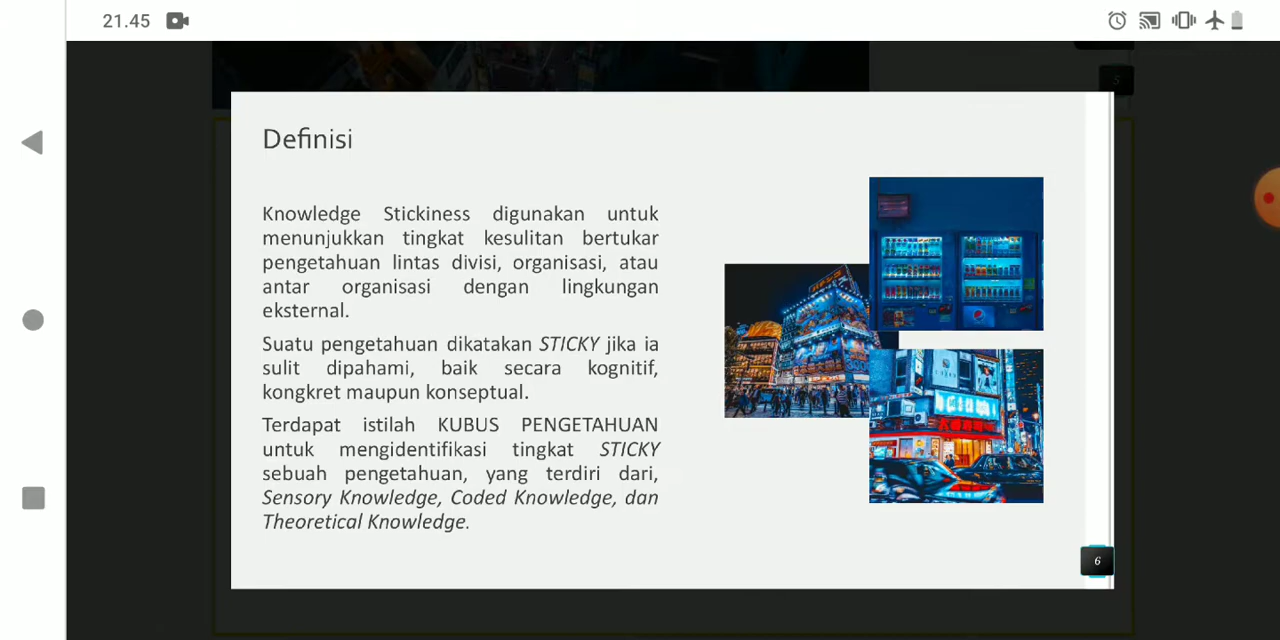 21.45
5
Definisi
Knowledge Stickiness digunakan untuk
menunjukkan tingkat kesulitan bertukar
pengetahuan lintas divisi, organisasi, atau
antar organisasi dengan lingkungan
eksternal.
Suatu pengetahuan dikatakan STICKY jika ia
sulit dipahami, baik secara kognitif,
kongkret maupun konseptual.
Terdapat istilah KUBUS PENGETAHUAN
untuk mengidentifikasi tingkat STICKY
sebuah pengetahuan, yang terdiri dari,
Sensory Knowledge, Coded Knowledge, dan
Theoretical Knowledge.
6